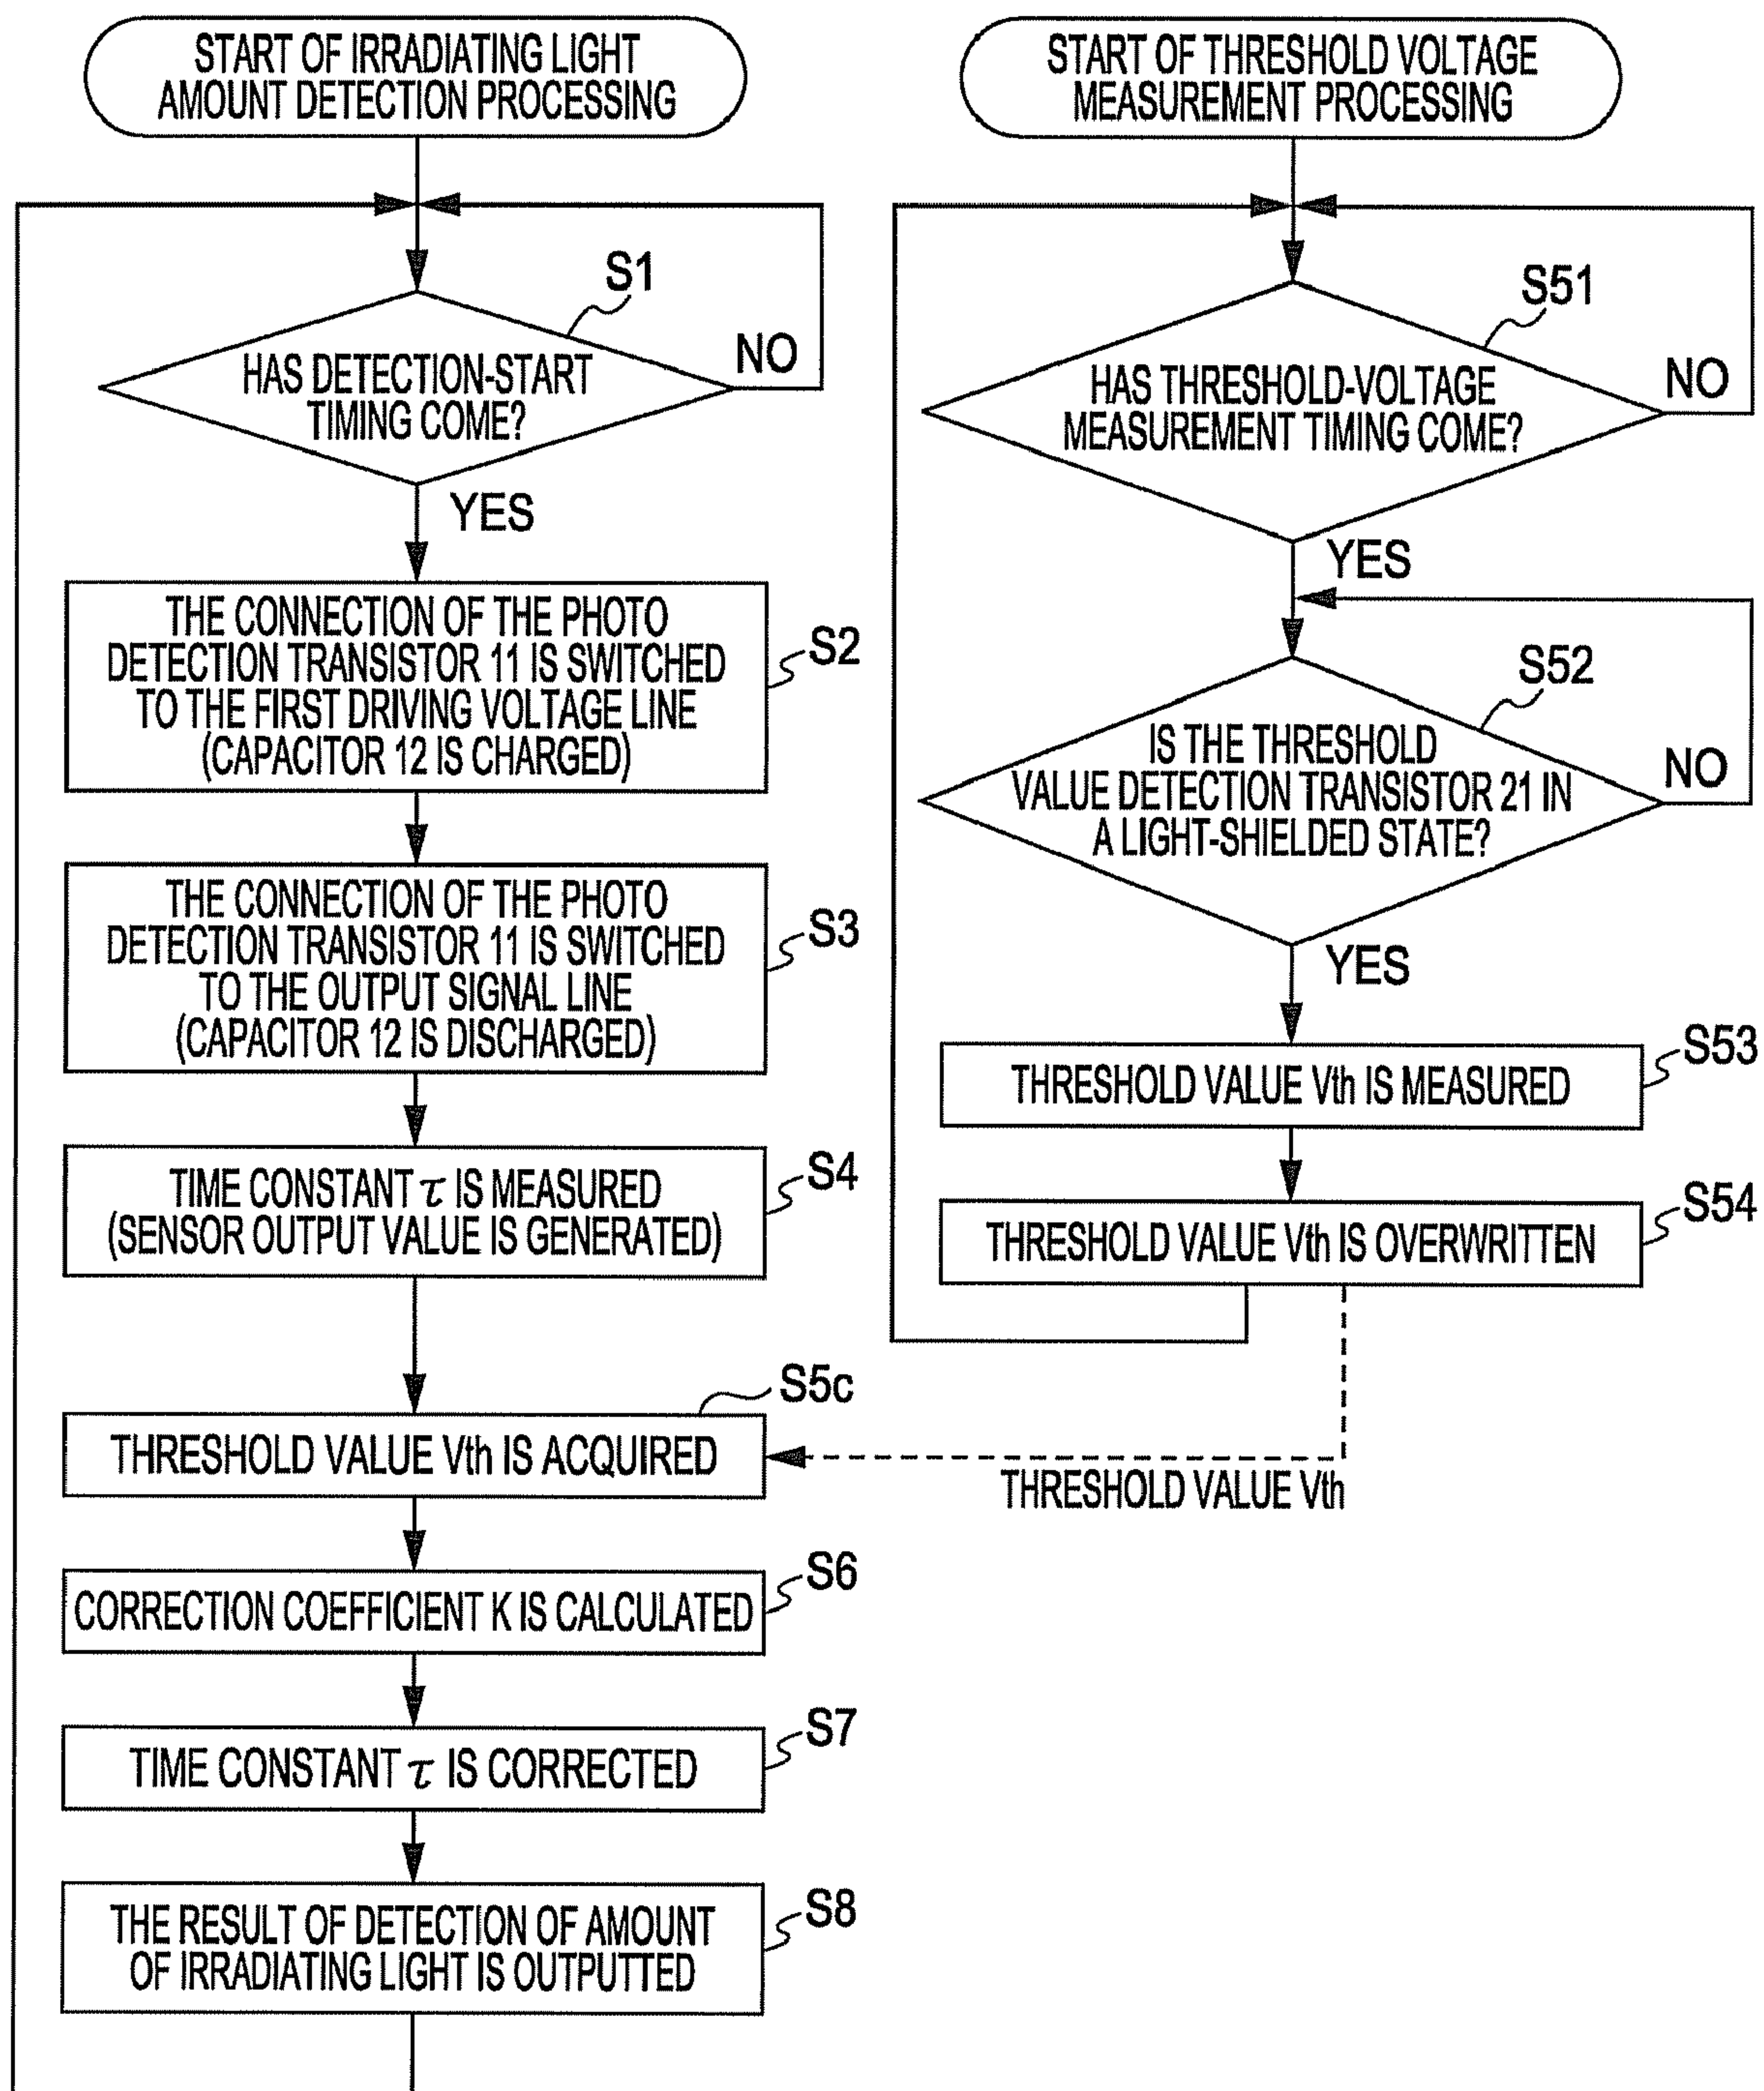 START OF IRRADIATING LIGHT
AMOUNT DETECTION PROCESSING
S1
HAS DETECTION-START
TIMING COME?
NO
YES
THE CONNECTION OF THE PHOTO
DETECTION TRANSISTOR 11 IS SWITCHED
TO THE FIRST DRIVING VOLTAGE LINE
(CAPACITOR 12 IS CHARGED)
S2
THE CONNECTION OF THE PHOTO
DETECTION TRANSISTOR 11 IS SWITCHED
TO THE OUTPUT SIGNAL LINE
(CAPACITOR 12 IS DISCHARGED)
S3
TIME CONSTANT τ IS MEASURED
(SENSOR OUTPUT VALUE IS GENERATED)
S4
S5c
THRESHOLD VALUE Vth IS ACQUIRED
CORRECTION COEFFICIENT K IS CALCULATED
S6
TIME CONSTANT τ IS CORRECTED
S7
THE RESULT OF DETECTION OF AMOUNT
OF IRRADIATING LIGHT IS OUTPUTTED
S8
START OF THRESHOLD VOLTAGE
MEASUREMENT PROCESSING
S51
HAS THRESHOLD-VOLTAGE
MEASUREMENT TIMING COME?
NO
YES
S52
IS THE THRESHOLD
VALUE DETECTION TRANSISTOR 21 IN
A LIGHT-SHIELDED STATE?
NO
YES
THRESHOLD VALUE Vth IS MEASURED
S53
THRESHOLD VALUE Vth IS OVERWRITTEN
S54
THRESHOLD VALUE Vth